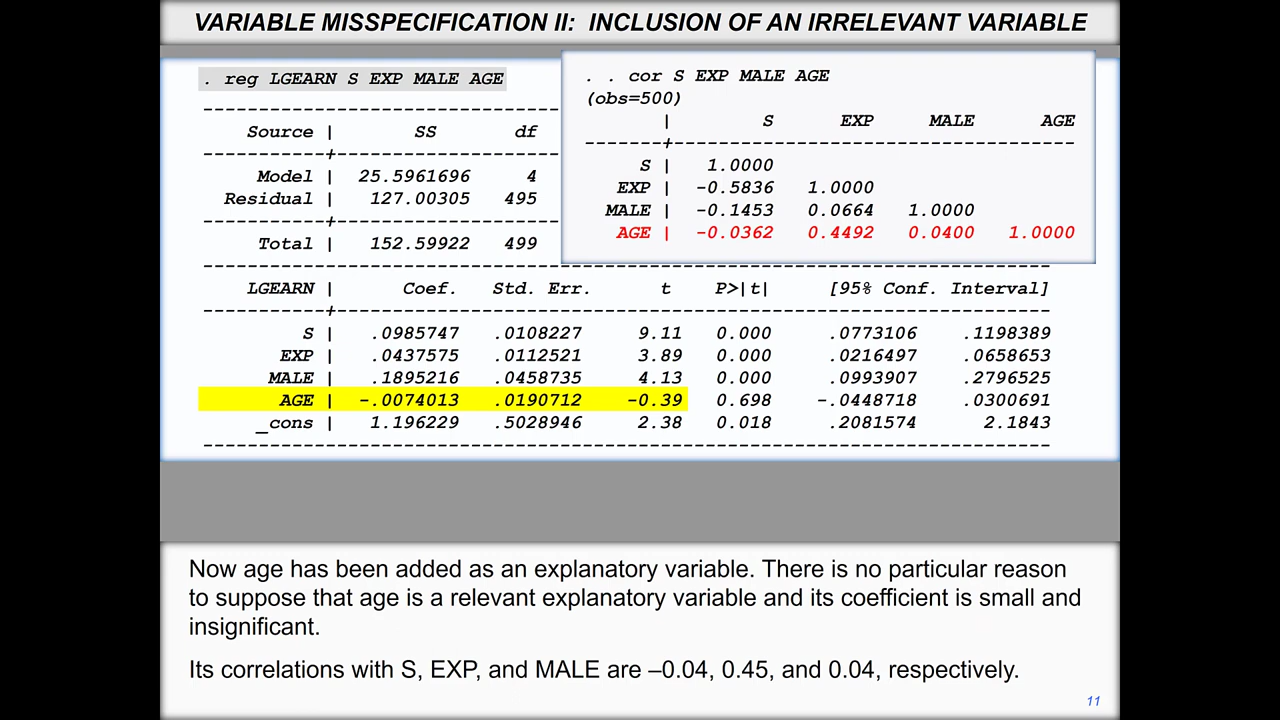 VARIABLE MISSPECIFICATION II: INCLUSION OF AN IRRELEVANT VARIABLE
. reg LGEARN S EXP MALE AGE
Source | SS df
Model | 25.5961696 4
Residual | 127.00305 495
Total | 152.59922 499
. . cor S EXP MALE AGE
(obs=500)
| S EXP MALE AGE
S | 1.0000
EXP | -0.5836 1.0000
MALE | -0.1453 0.0664 1.0000
AGE | -0.0362 0.4492 0.0400 1.0000
LGEARN | Coef. Std. Err. t P>|t| [95% Conf. Interval]
S | .0985747 .0108227 9.11 0.000 .0773106 .1198389
EXP | .0437575 .0112521 3.89 0.000 .0216497 .0658653
MALE | .1895216 .0458735 4.13 0.000 .0993907 .2796525
AGE | -.0074013 .0190712 -0.39 0.698 -.0448718 .0300691
_cons | 1.196229 .5028946 2.38 0.018 .2081574 2.1843
Now age has been added as an explanatory variable. There is no particular reason
to suppose that age is a relevant explanatory variable and its coefficient is small and
insignificant.
Its correlations with S, EXP, and MALE are –0.04, 0.45, and 0.04, respectively.
11